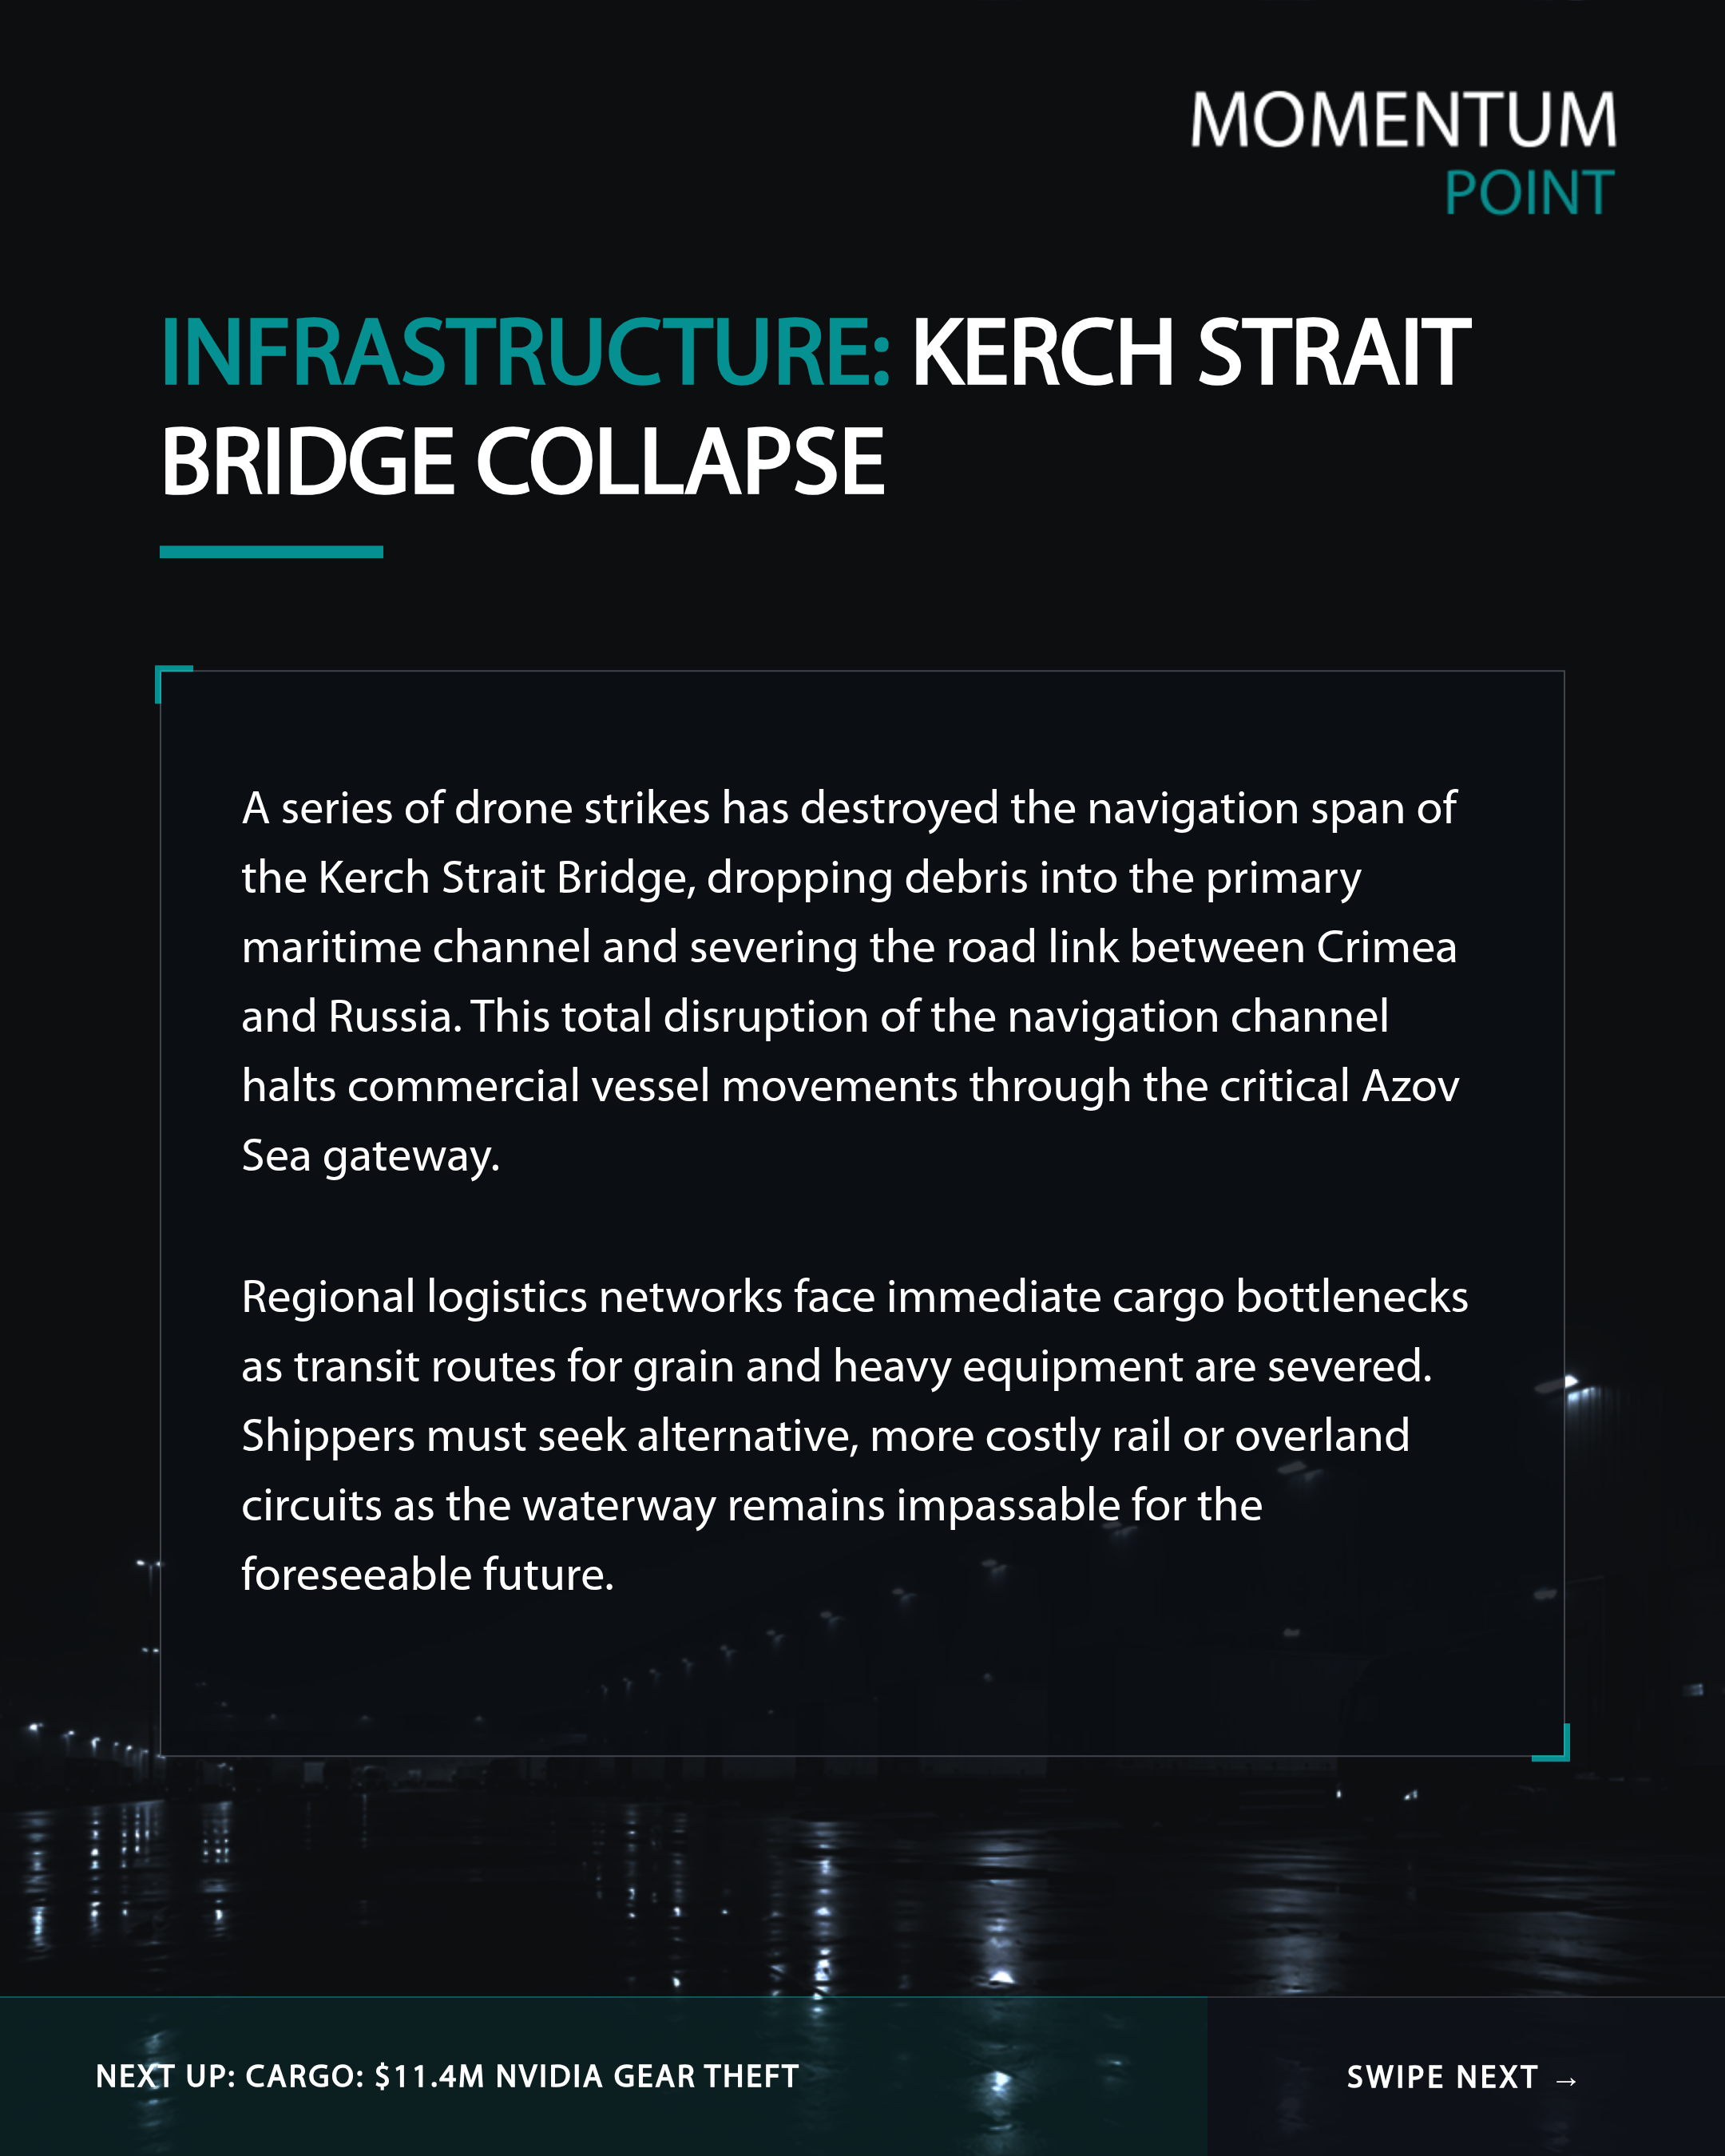 MOMENTUM
POINT
INFRASTRUCTURE: KERCH STRAIT
BRIDGE COLLAPSE
A series of drone strikes has destroyed the navigation span of
the Kerch Strait Bridge, dropping debris into the primary
maritime channel and severing the road link between Crimea
and Russia. This total disruption of the navigation channel
halts commercial vessel movements through the critical Azov
Sea gateway.
Regional logistics networks face immediate cargo bottlenecks
as transit routes for grain and heavy equipment are severed.
Shippers must seek alternative, more costly rail or overland
circuits as the waterway remains impassable for the
foreseeable future.
NEXT UP: CARGO: $11.4M NVIDIA GEAR THEFT
SWIPE NEXT →